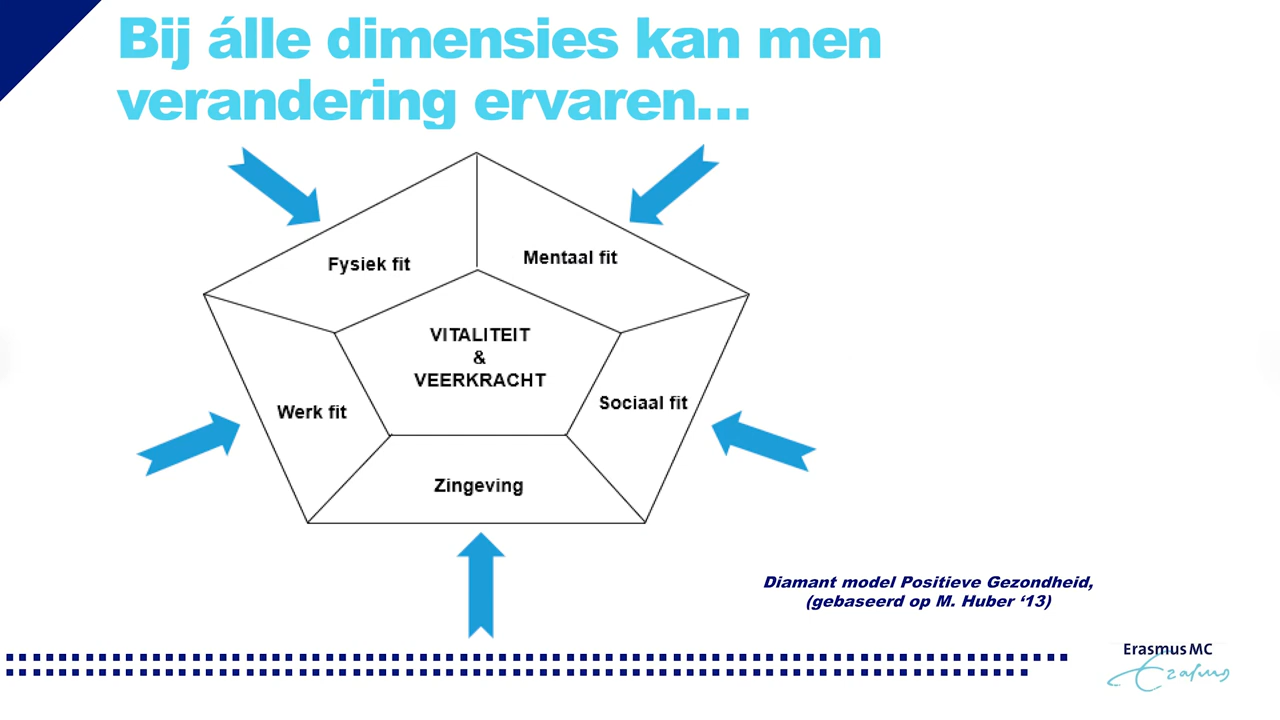 Bij álle dimensies kan men
verandering ervaren...
Fysiek fit
Mentaal fit
VITALITEIT
&
VEERKRACHT
Werk fit
Sociaal fit
Zingeving
Diamant model Positieve Gezondheid,
(gebaseerd op M. Huber ‘13)
Erasmus MC
Erasmus